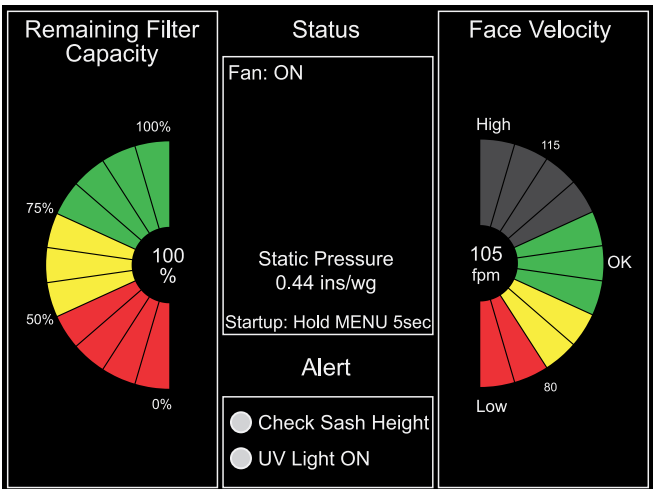 Remaining Filter
Capacity
100%
75%
100
%
50%
0%
Status
Fan: ON
Static Pressure
0.44 ins/wg
Startup: Hold MENU 5sec
Alert
Check Sash Height
UV Light ON
Face Velocity
High
115
105
fpm
OK
80
Low